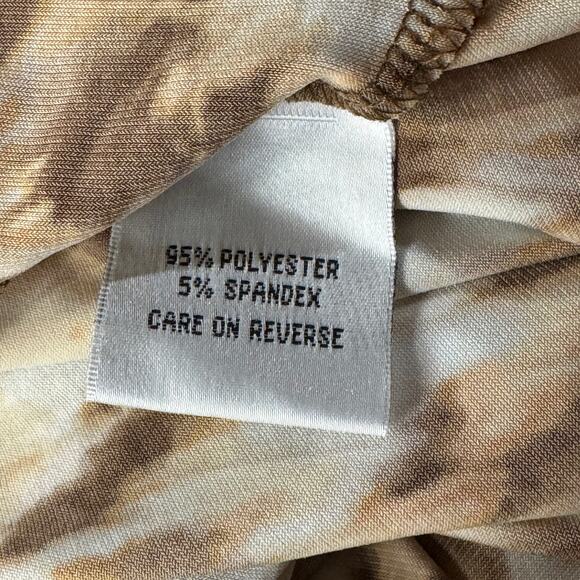 95% POLYESTER
5% SPANDEX
CARE ON REVERSE